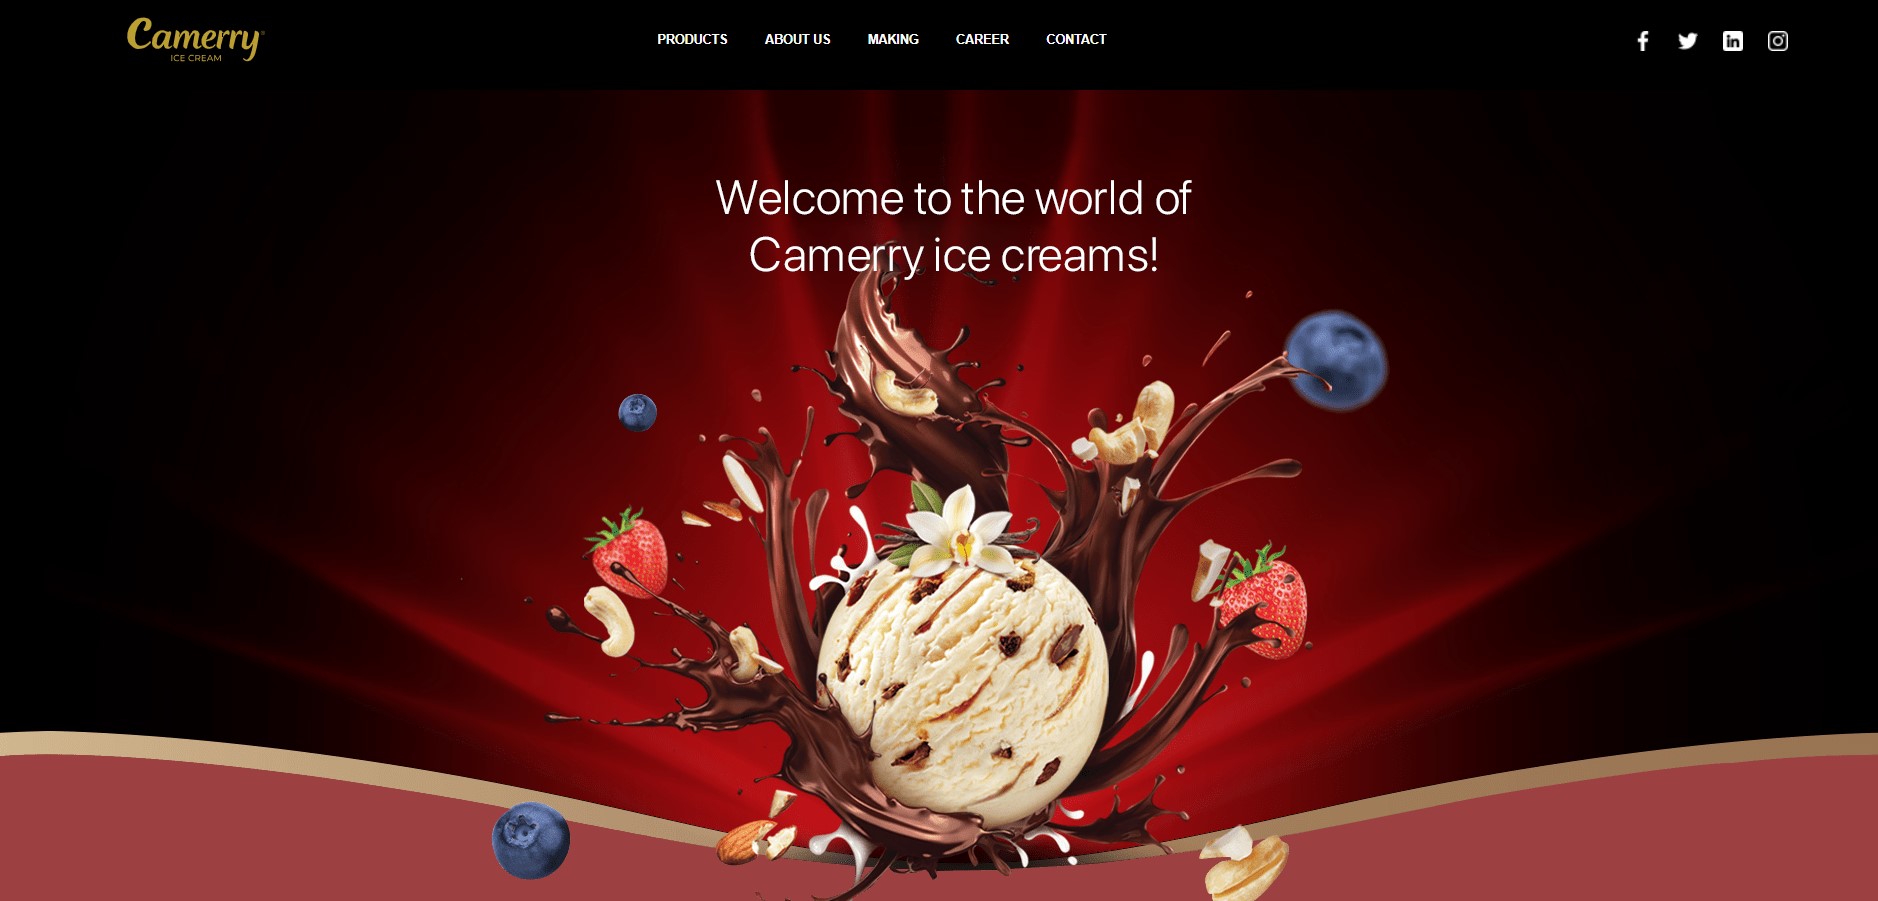 Camerry
ICE CREAM
PRODUCTS ABOUT US MAKING CAREER CONTACT
Welcome to the world of
Camerry ice creams!